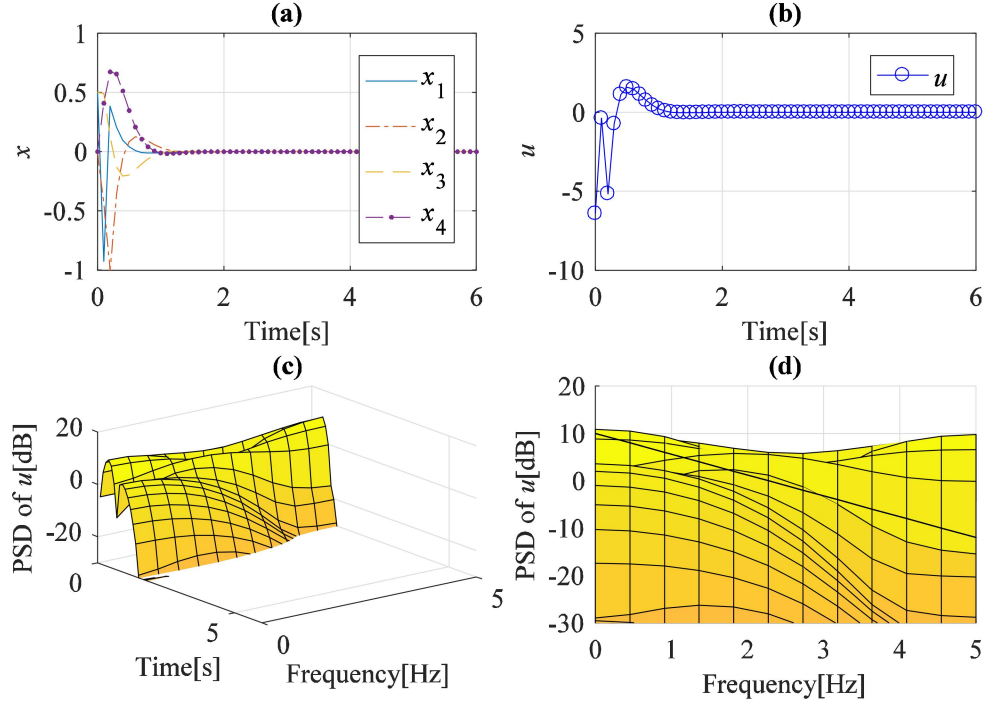 (a)
1
0.5
0
-0.5
-1
x
0 2 4 6
Time[s]
x1
x2
x3
x4
(b)
5
0
-5
-10
u
0 2 4 6
Time[s]
u
(c)
20
0
-20
PSD of u[dB]
0
5
Time[s]
0
5
Frequency[Hz]
(d)
20
10
0
-10
-20
-30
PSD of u[dB]
0 1 2 3 4 5
Frequency[Hz]